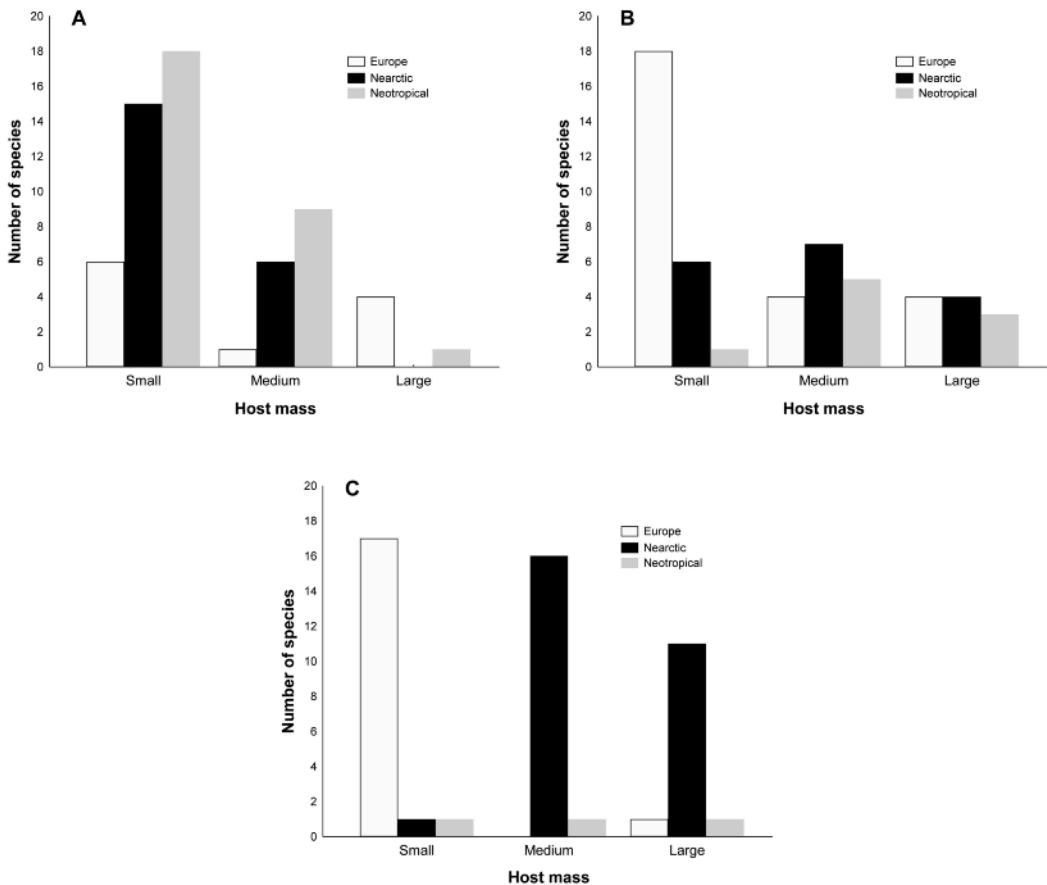 A
20
18
16
14
12
10
8
6
4
2
0
Number of species
Europe
Nearctic
Neotropical
Small Medium Large
Host mass
B
20
18
16
14
12
10
8
6
4
2
0
Number of species
Europe
Nearctic
Neotropical
Small Medium Large
Host mass
C
20
18
16
14
12
10
8
6
4
2
0
Number of species
Europe
Nearctic
Neotropical
Small Medium Large
Host mass